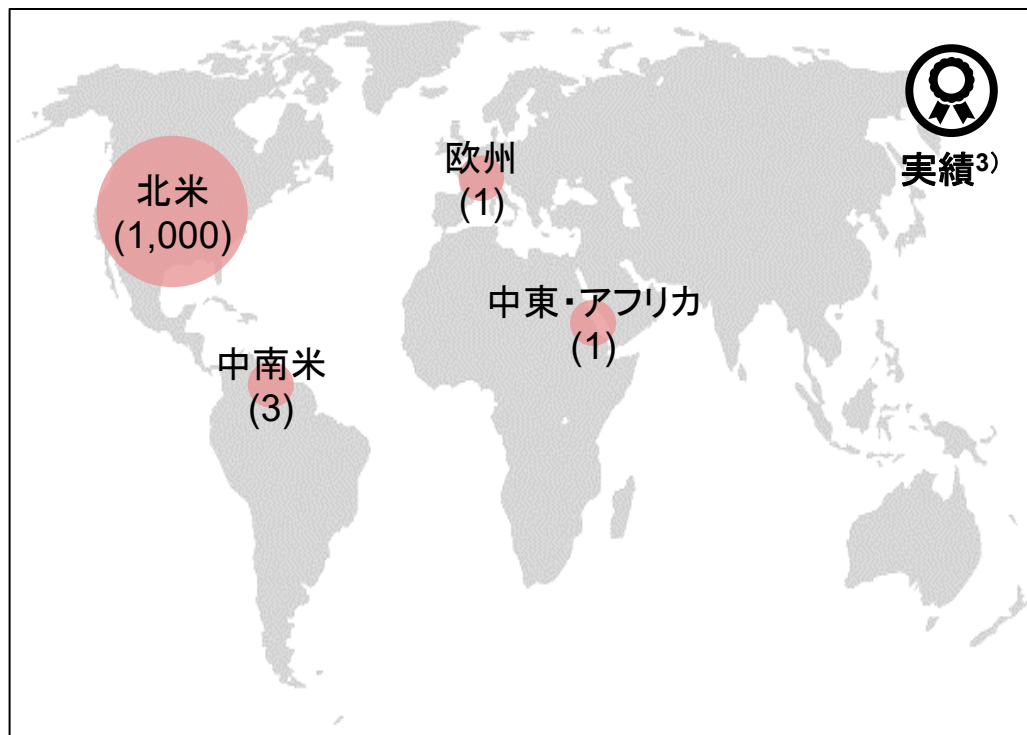 実績3)
欧州
(1)
北米
(1,000)
中東・アフリカ
(1)
中南米
(3)